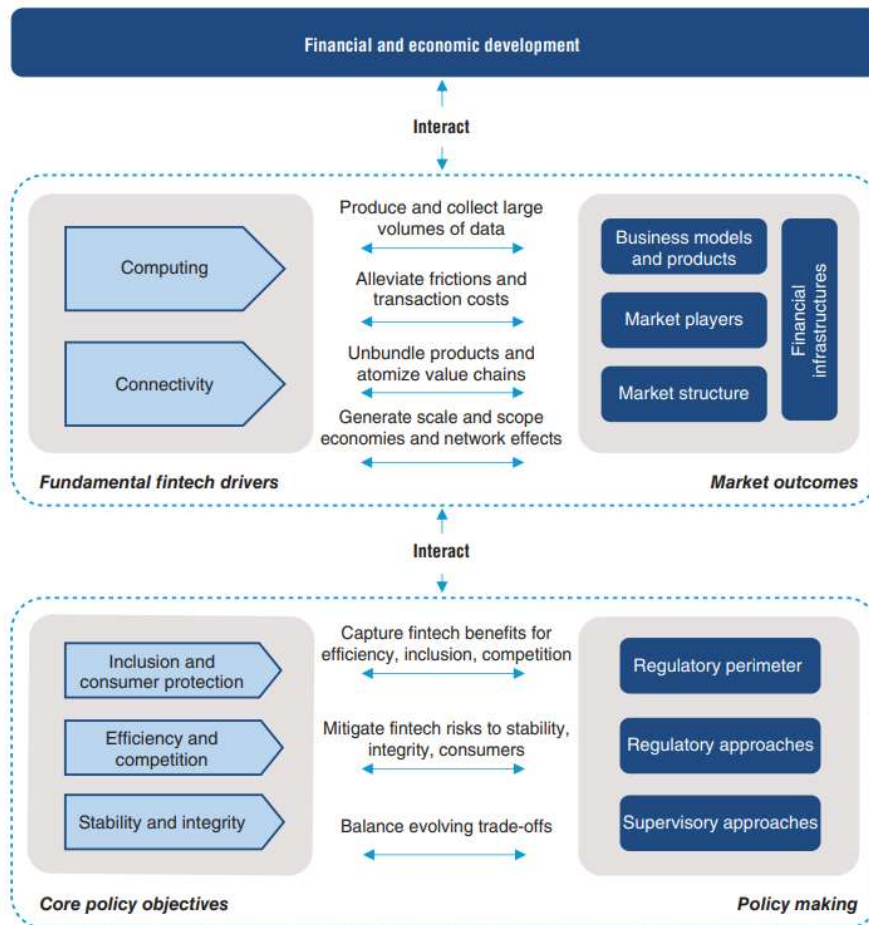 Financial and economic development
Interact
Computing
Connectivity
Fundamental fintech drivers
Produce and collect large
volumes of data
Alleviate frictions and
transaction costs
Unbundle products and
atomize value chains
Generate scale and scope
economies and network effects
Business models
and products
Market players
Market structure
Financial
infrastructures
Market outcomes
Interact
Inclusion and
consumer protection
Efficiency and
competition
Stability and integrity
Core policy objectives
Capture fintech benefits for
efficiency, inclusion, competition
Mitigate fintech risks to stability,
integrity, consumers
Balance evolving trade-offs
Regulatory perimeter
Regulatory approaches
Supervisory approaches
Policy making